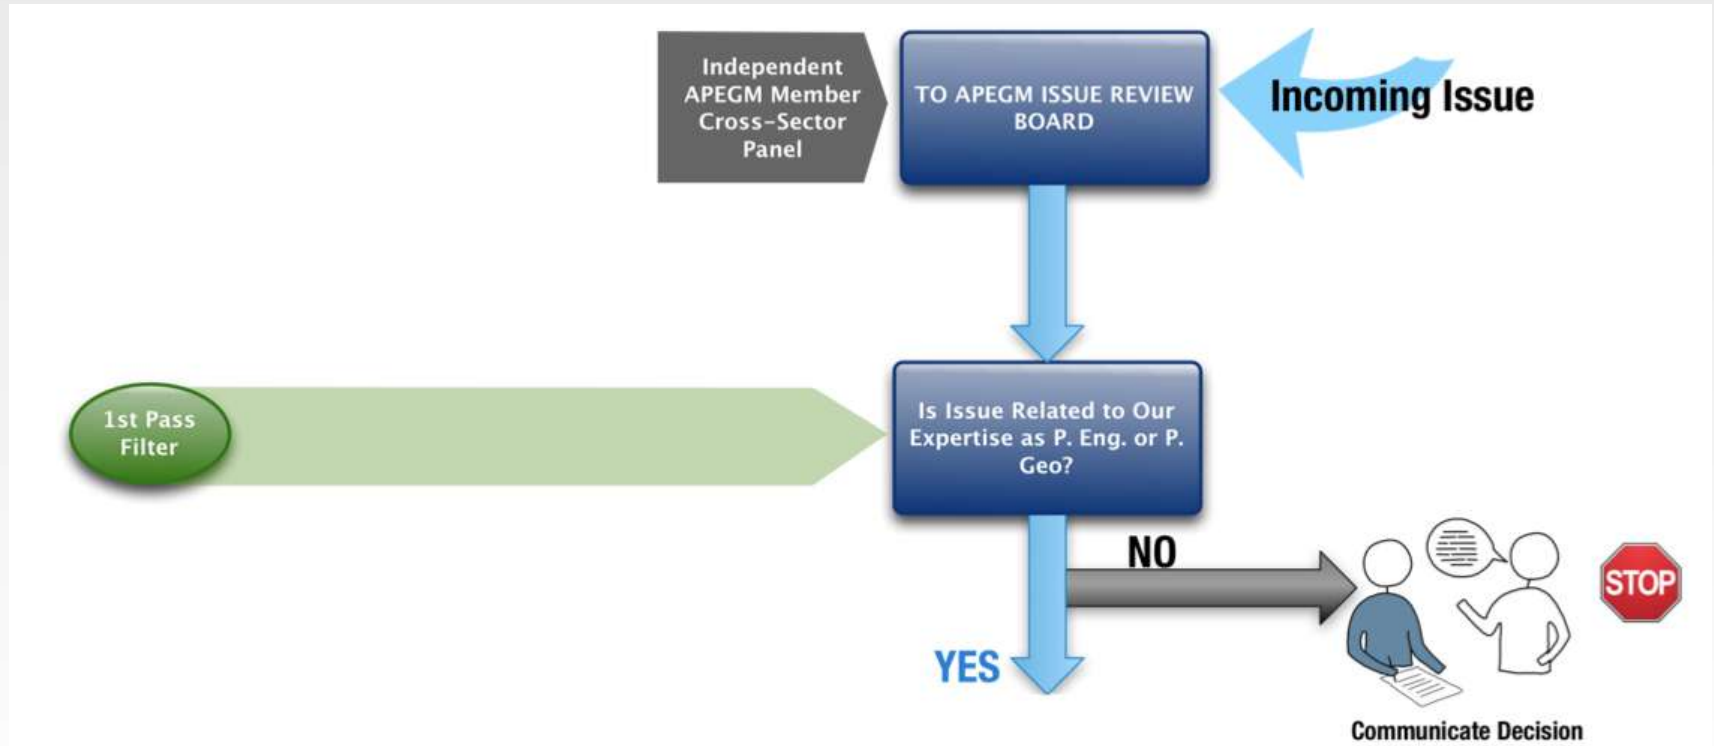 Independent
APEGM Member
Cross-Sector
Panel
TO APEGM ISSUE REVIEW
BOARD
Incoming Issue
1st Pass
Filter
Is Issue Related to Our
Expertise as P. Eng. or P.
Geo?
NO
STOP
YES
Communicate Decision